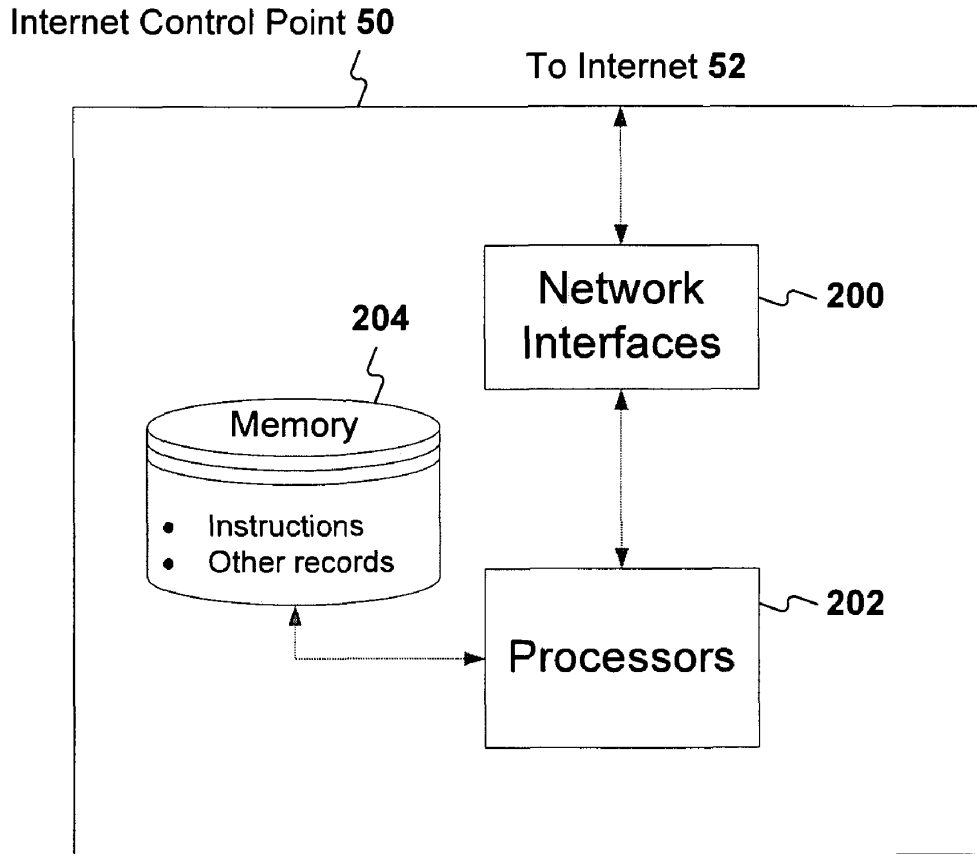 Internet Control Point 50
To Internet 52
Network
Interfaces
200
204
Memory
• Instructions
• Other records
202
Processors